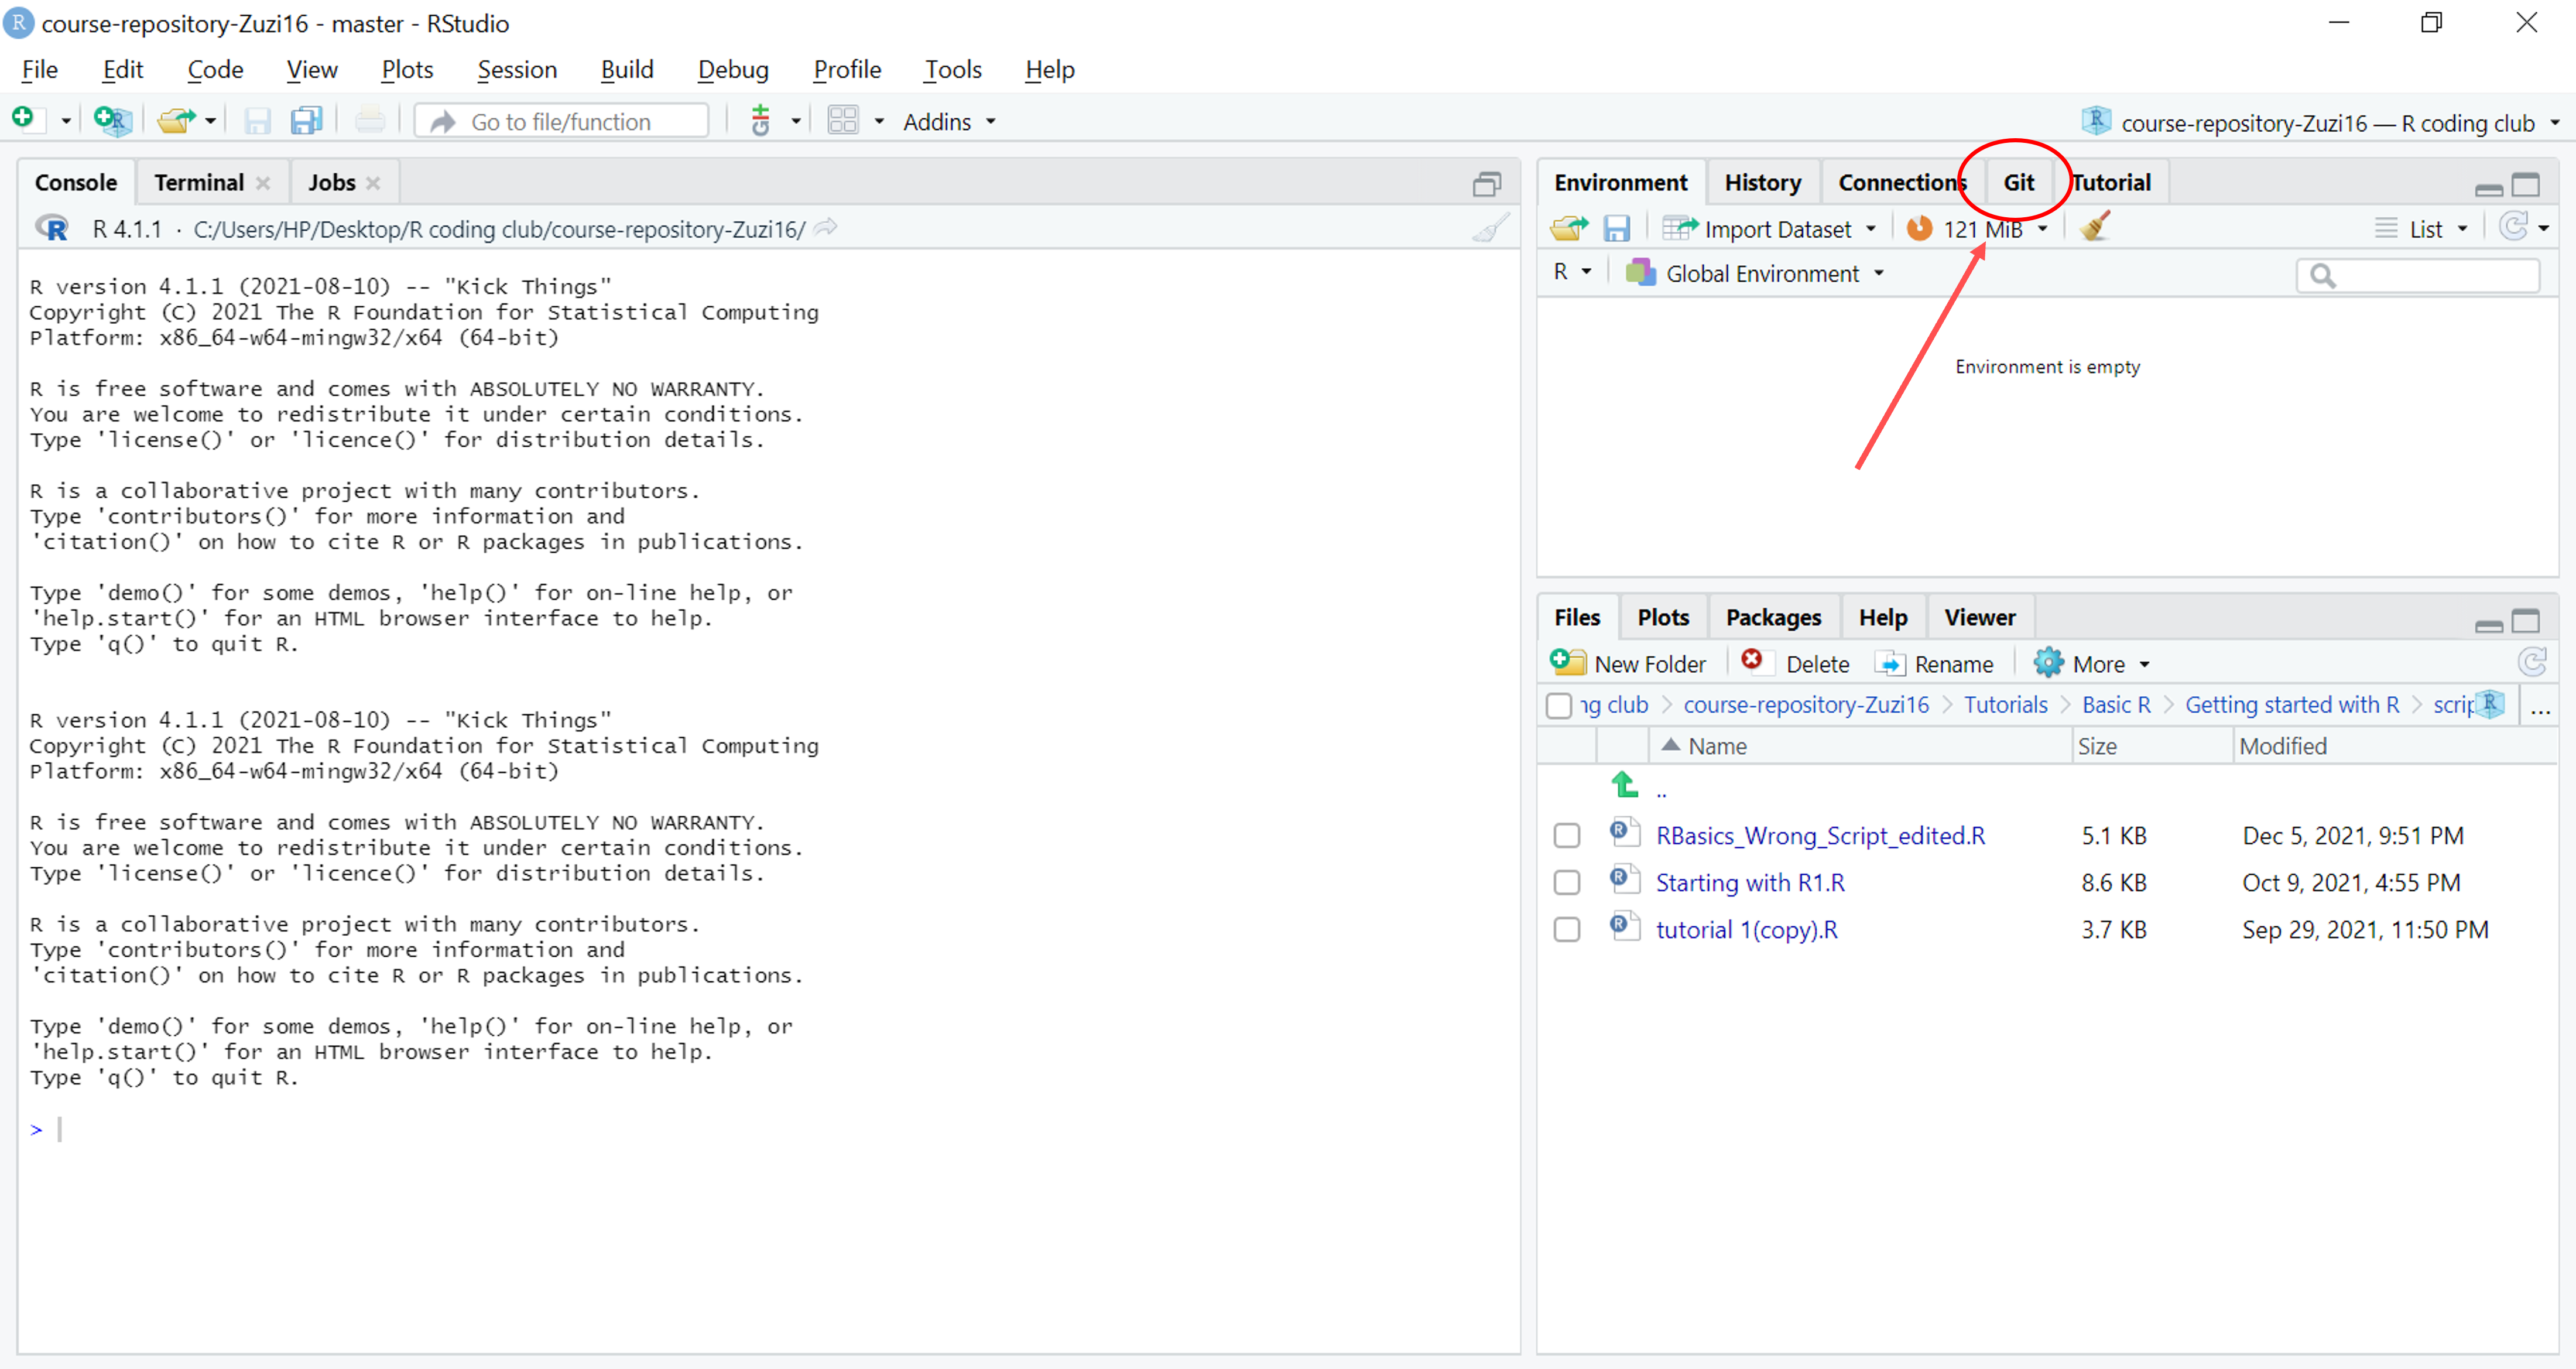 course-repository-Zuzi16 - master - RStudio
File Edit Code View Plots Session Build Debug Profile Tools Help
Go to file/function Addins course-repository-Zuzi16 — R coding club
Console Terminal Jobs
R 4.1.1 · C:/Users/HP/Desktop/R coding club/course-repository-Zuzi16/
R version 4.1.1 (2021-08-10) -- "Kick Things"
Copyright (C) 2021 The R Foundation for Statistical Computing
Platform: x86_64-w64-mingw32/x64 (64-bit)
R is free software and comes with ABSOLUTELY NO WARRANTY.
You are welcome to redistribute it under certain conditions.
Type 'license()' or 'licence()' for distribution details.
R is a collaborative project with many contributors.
Type 'contributors()' for more information and
'citation()' on how to cite R or R packages in publications.
Type 'demo()' for some demos, 'help()' for on-line help, or
'help.start()' for an HTML browser interface to help.
Type 'q()' to quit R.
R version 4.1.1 (2021-08-10) -- "Kick Things"
Copyright (C) 2021 The R Foundation for Statistical Computing
Platform: x86_64-w64-mingw32/x64 (64-bit)
R is free software and comes with ABSOLUTELY NO WARRANTY.
You are welcome to redistribute it under certain conditions.
Type 'license()' or 'licence()' for distribution details.
R is a collaborative project with many contributors.
Type 'contributors()' for more information and
'citation()' on how to cite R or R packages in publications.
Type 'demo()' for some demos, 'help()' for on-line help, or
'help.start()' for an HTML browser interface to help.
Type 'q()' to quit R.
>
Environment History Connections Git Tutorial
Import Dataset 121 MiB List
R Global Environment
Environment is empty
Files Plots Packages Help Viewer
New Folder Delete Rename More
ng club > course-repository-Zuzi16 > Tutorials > Basic R > Getting started with R > scrip ...
Name Size Modified
..
RBasics_Wrong_Script_edited.R 5.1 KB Dec 5, 2021, 9:51 PM
Starting with R1.R 8.6 KB Oct 9, 2021, 4:55 PM
tutorial 1(copy).R 3.7 KB Sep 29, 2021, 11:50 PM